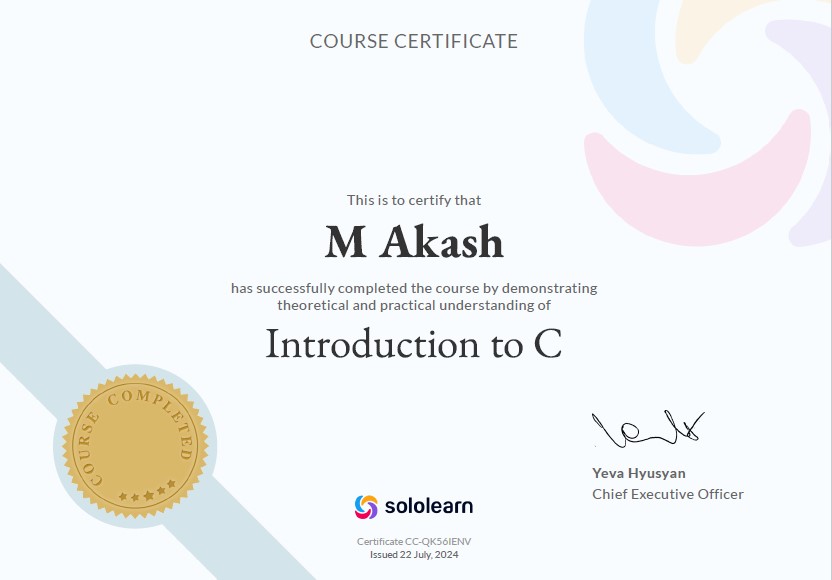 COURSE CERTIFICATE
This is to certify that
M Akash
has successfully completed the course by demonstrating
theoretical and practical understanding of
Introduction to C
COURSE COMPLETED
Yeva Hyusyan
Chief Executive Officer
sololearn
Certificate CC-QK56IENV
Issued 22 July, 2024